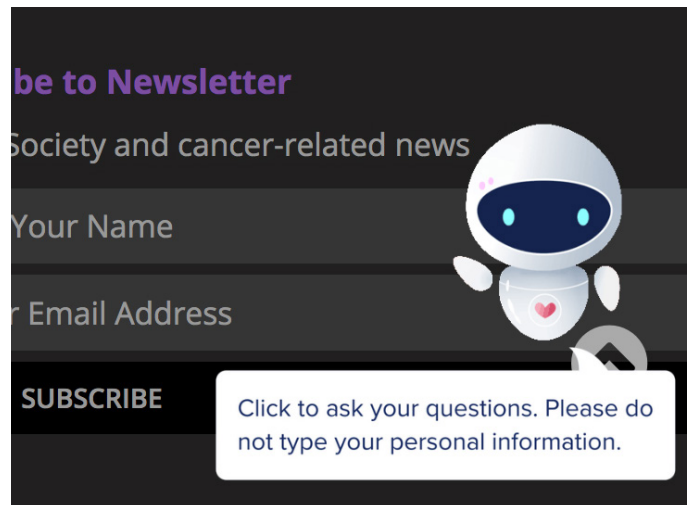 be to Newsletter
Society and cancer-related news
Your Name
r Email Address
SUBSCRIBE
Click to ask your questions. Please do
not type your personal information.